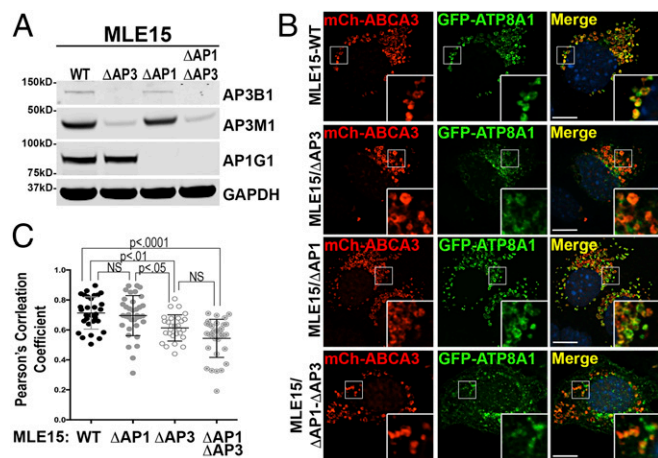 A
MLE15
WT ΔAP3 ΔAP1 ΔAP1 ΔAP3
150kD
AP3B1
50kD
AP3M1
37kD
100kD
AP1G1
75kD
37kD
GAPDH
B
mCh-ABCA3 GFP-ATP8A1 Merge
MLE15-WT
mCh-ABCA3 GFP-ATP8A1 Merge
MLE15/ΔAP3
mCh-ABCA3 GFP-ATP8A1 Merge
MLE15/ΔAP1
mCh-ABCA3 GFP-ATP8A1 Merge
MLE15/
ΔAP1-ΔAP3
C
p<.0001
p<.01
NS p<.05 NS
Pearson's Corrleation
Coefficient
1.0
0.8
0.6
0.4
0.2
0.0
MLE15: WT ΔAP1 ΔAP3 ΔAP1
ΔAP3